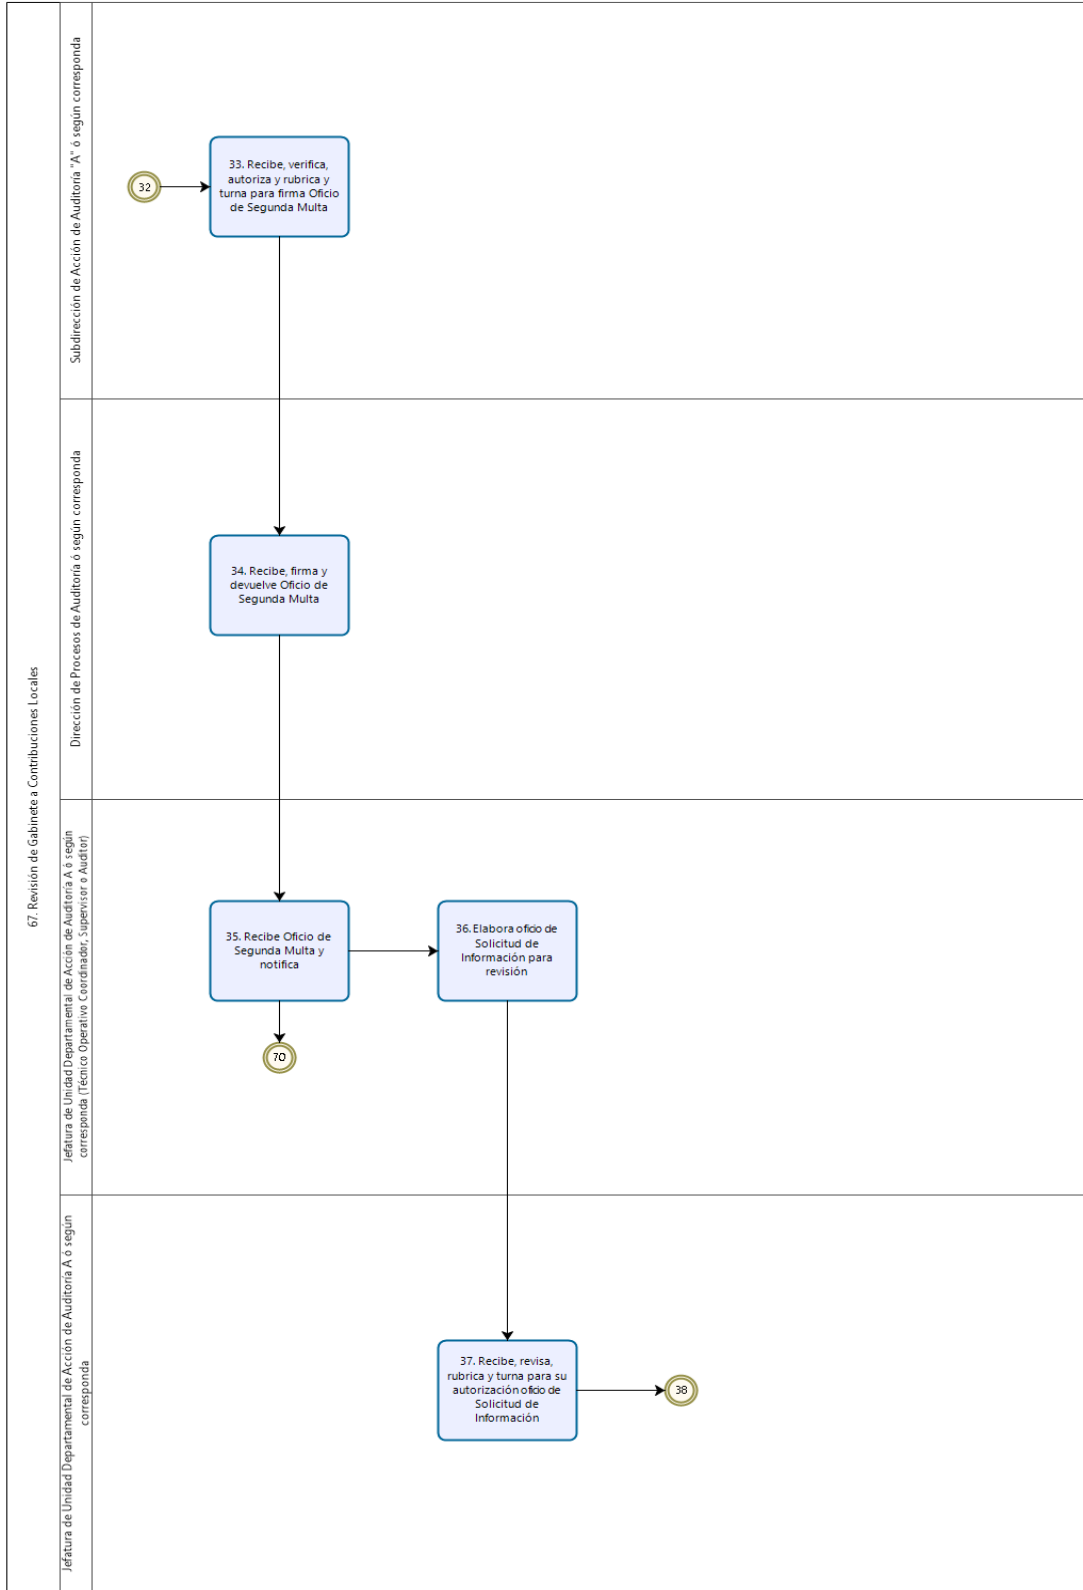 67. Revisión de Gabinete a Contribuciones Locales
Subdirección de Acción de Auditoría "A" ó según corresponda
32
33. Recibe, verifica,
autoriza y rubrica y
turna para firma Oficio
de Segunda Multa
Dirección de Procesos de Auditoría ó según corresponda
34. Recibe, firma y
devuelve Oficio de
Segunda Multa
Jefatura de Unidad Departamental de Acción de Auditoría A ó según
corresponda (Técnico Operativo Coordinador, Supervisor o Auditor)
35. Recibe Oficio de
Segunda Multa y
notifica
36. Elabora oficio de
Solicitud de
Información para
revisión
70
Jefatura de Unidad Departamental de Acción de Auditoría A ó según
corresponda
37. Recibe, revisa,
rubrica y turna para su
autorización oficio de
Solicitud de
Información
38